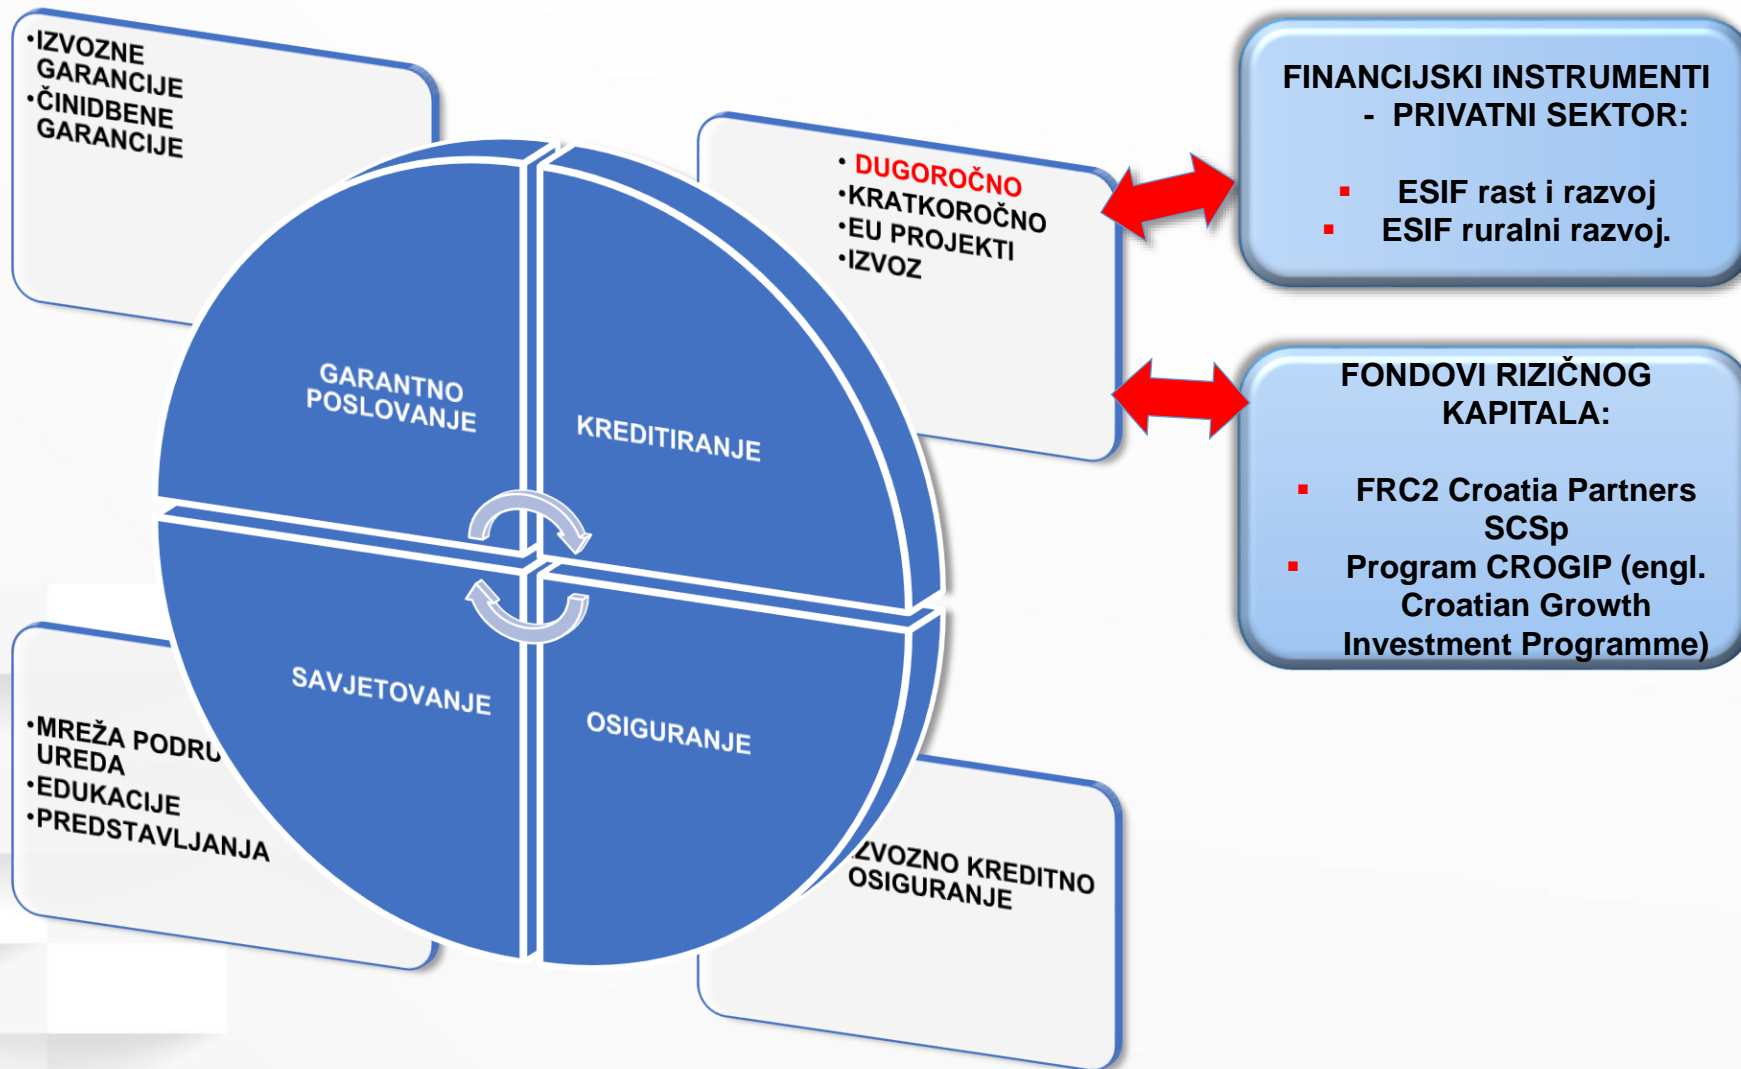 •IZVOZNE
GARANCIJE
•ČINIDBENE
GARANCIJE
• DUGOROČNO
•KRATKOROČNO
•EU PROJEKTI
•IZVOZ
FINANCIJSKI INSTRUMENTI
- PRIVATNI SEKTOR:
▪ ESIF rast i razvoj
▪ ESIF ruralni razvoj.
FONDOVI RIZIČNOG
KAPITALA:
▪ FRC2 Croatia Partners
SCSp
▪ Program CROGIP (engl.
Croatian Growth
Investment Programme)
GARANTNO
POSLOVANJE
KREDITIRANJE
SAVJETOVANJE
OSIGURANJE
•MREŽA
UREDA
•EDUKACIJE
•PREDSTAVLJANJA
KREDITNO
OSIGURANJE